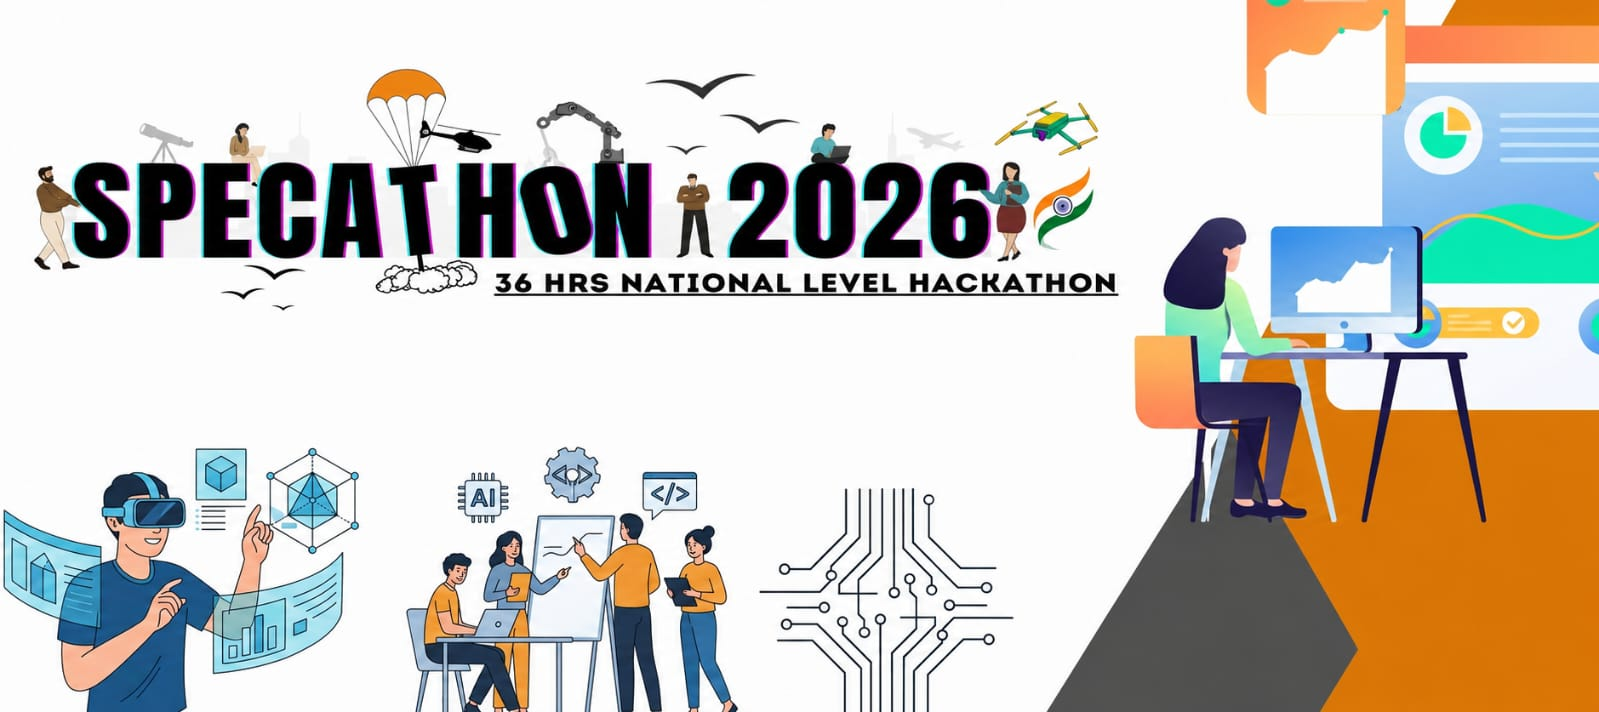 SPECATHON 2026
36 HRS NATIONAL LEVEL HACKATHON
AI
</>